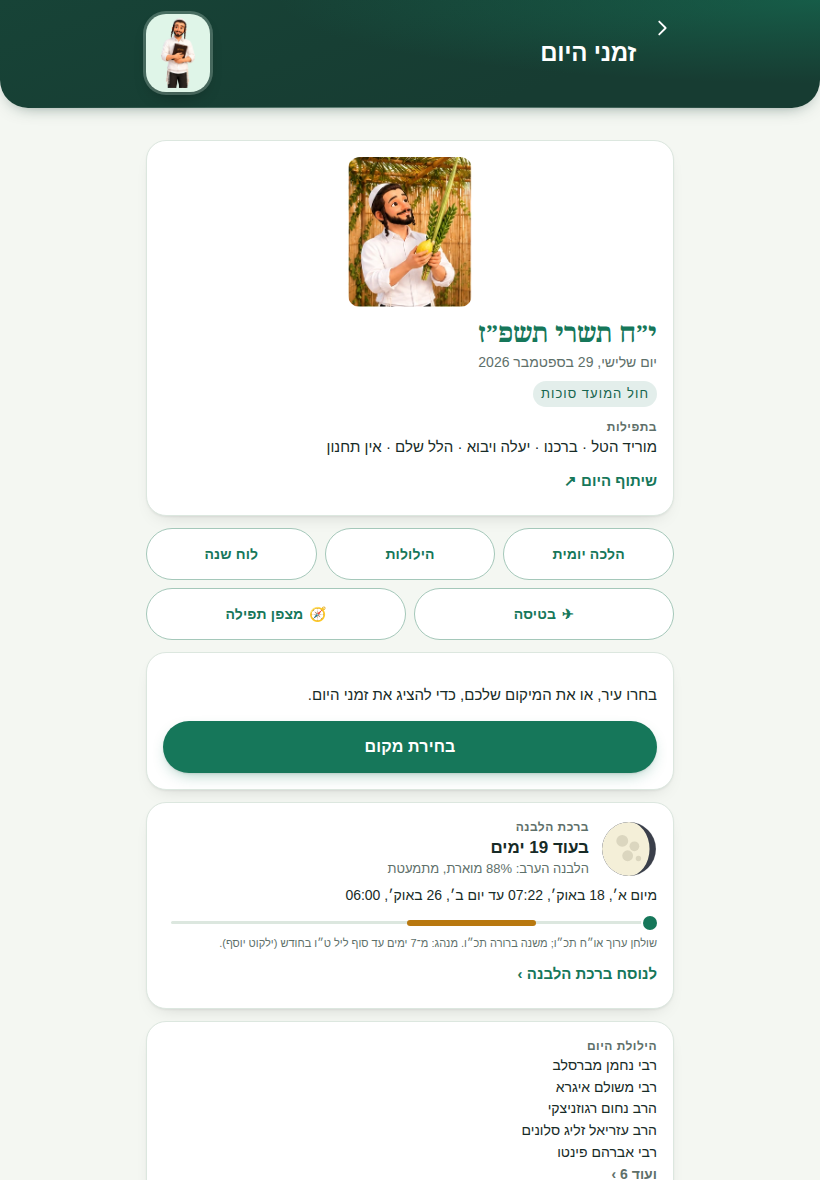 זמני היום
י״ח תשרי תשפ״ז
יום שלישי, 29 בספטמבר 2026
חול המועד סוכות
בתפילות
מוריד הטל · ברכנו · יעלה ויבוא · הלל שלם · אין תחנון
שיתוף היום ↗
הלכה יומית
הילולות
לוח שנה
✈ בטיסה
🧭 מצפן תפילה
בחרו עיר, או את המיקום שלכם, כדי להציג את זמני היום.
בחירת מקום
ברכת הלבנה
בעוד 19 ימים
הלבנה הערב: 88% מוארת, מתמעטת
מיום א׳, 18 באוק׳, 07:22 עד יום ב׳, 26 באוק׳, 06:00
שולחן ערוך או״ח תכ״ו; משנה ברורה תכ״ו. מנהג: מ־7 ימים עד סוף ליל ט״ו בחודש (ילקוט יוסף).
לנוסח ברכת הלבנה ›
הילולת היום
רבי נחמן מברסלב
רבי משולם איגרא
הרב נחום רגוזניצקי
הרב עזריאל זליג סלונים
רבי אברהם פינטו
ועוד 6 ›